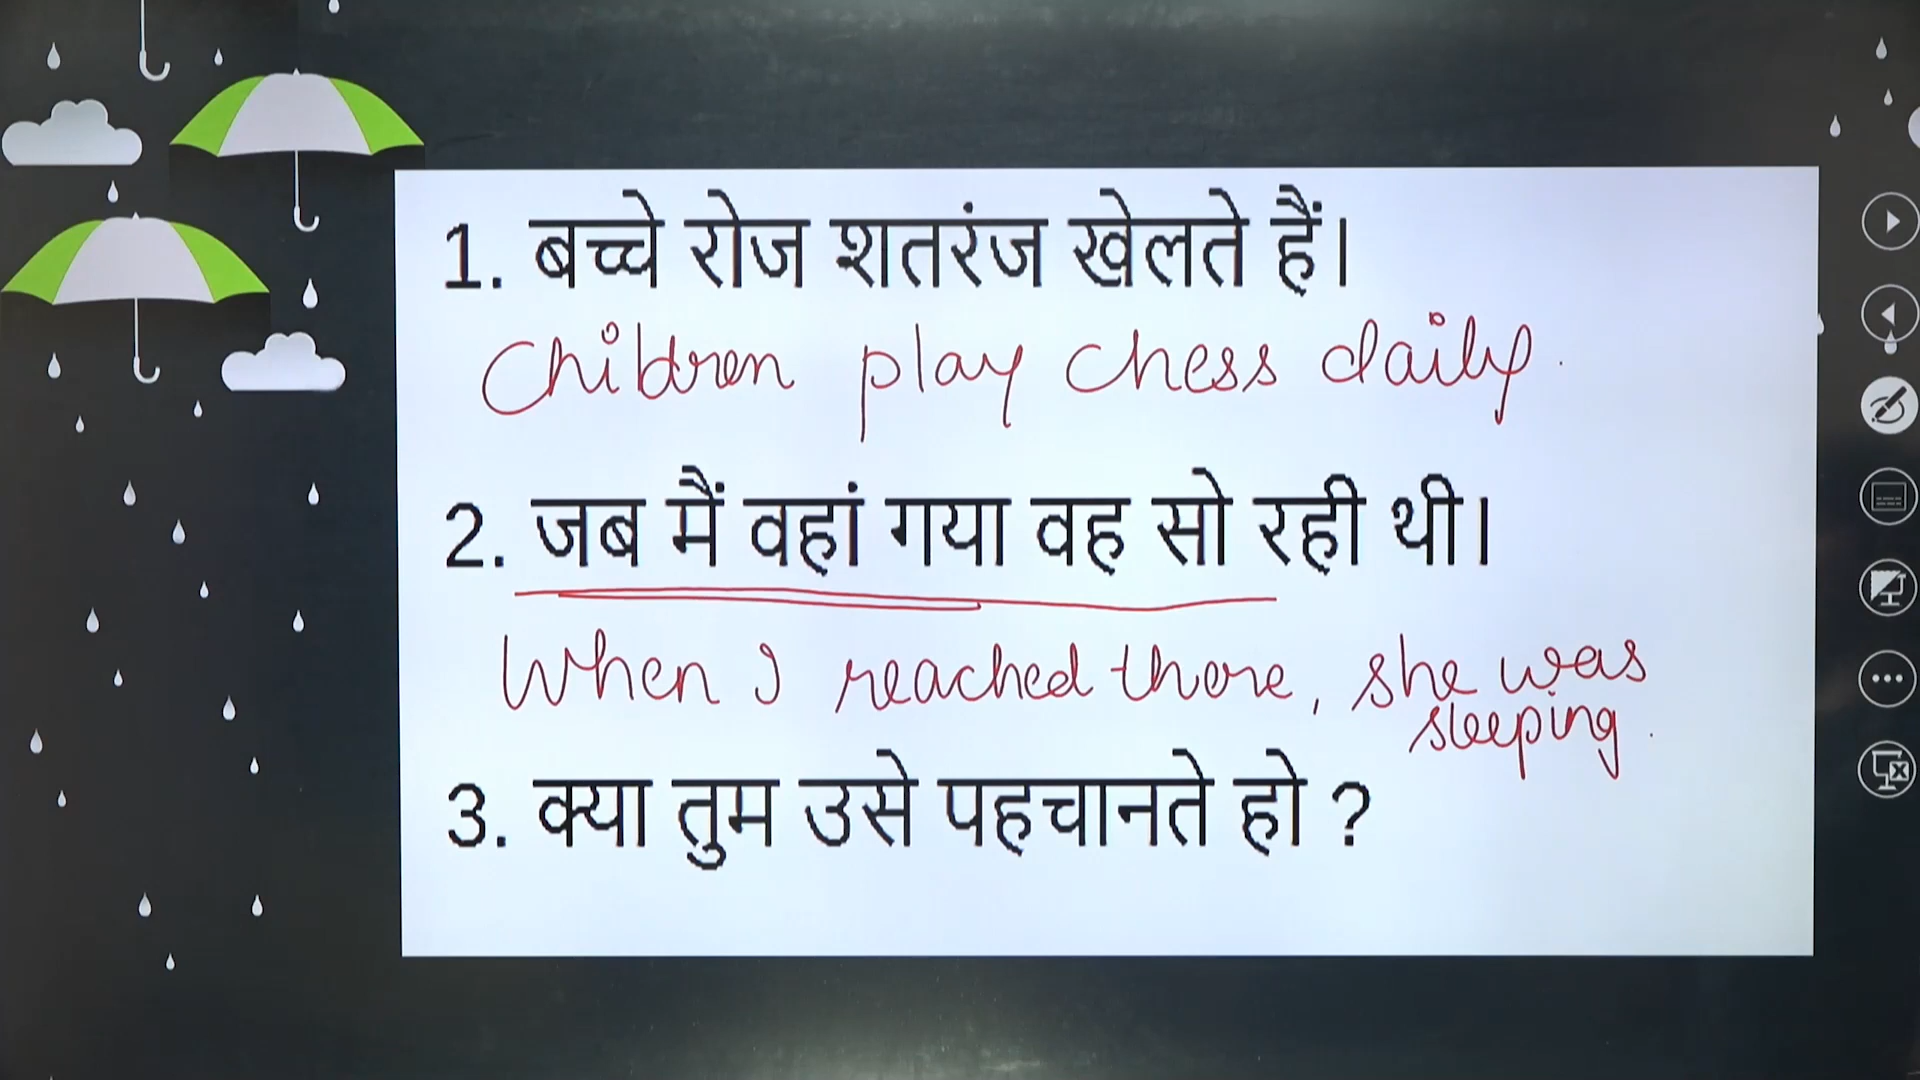 1. बच्चे रोज शतरंज खेलते हैं।
Children play chess daily.
2. जब मैं वहां गया वह सो रही थी।
When I reached there, she was
sleeping.
3. क्या तुम उसे पहचानते हो ?